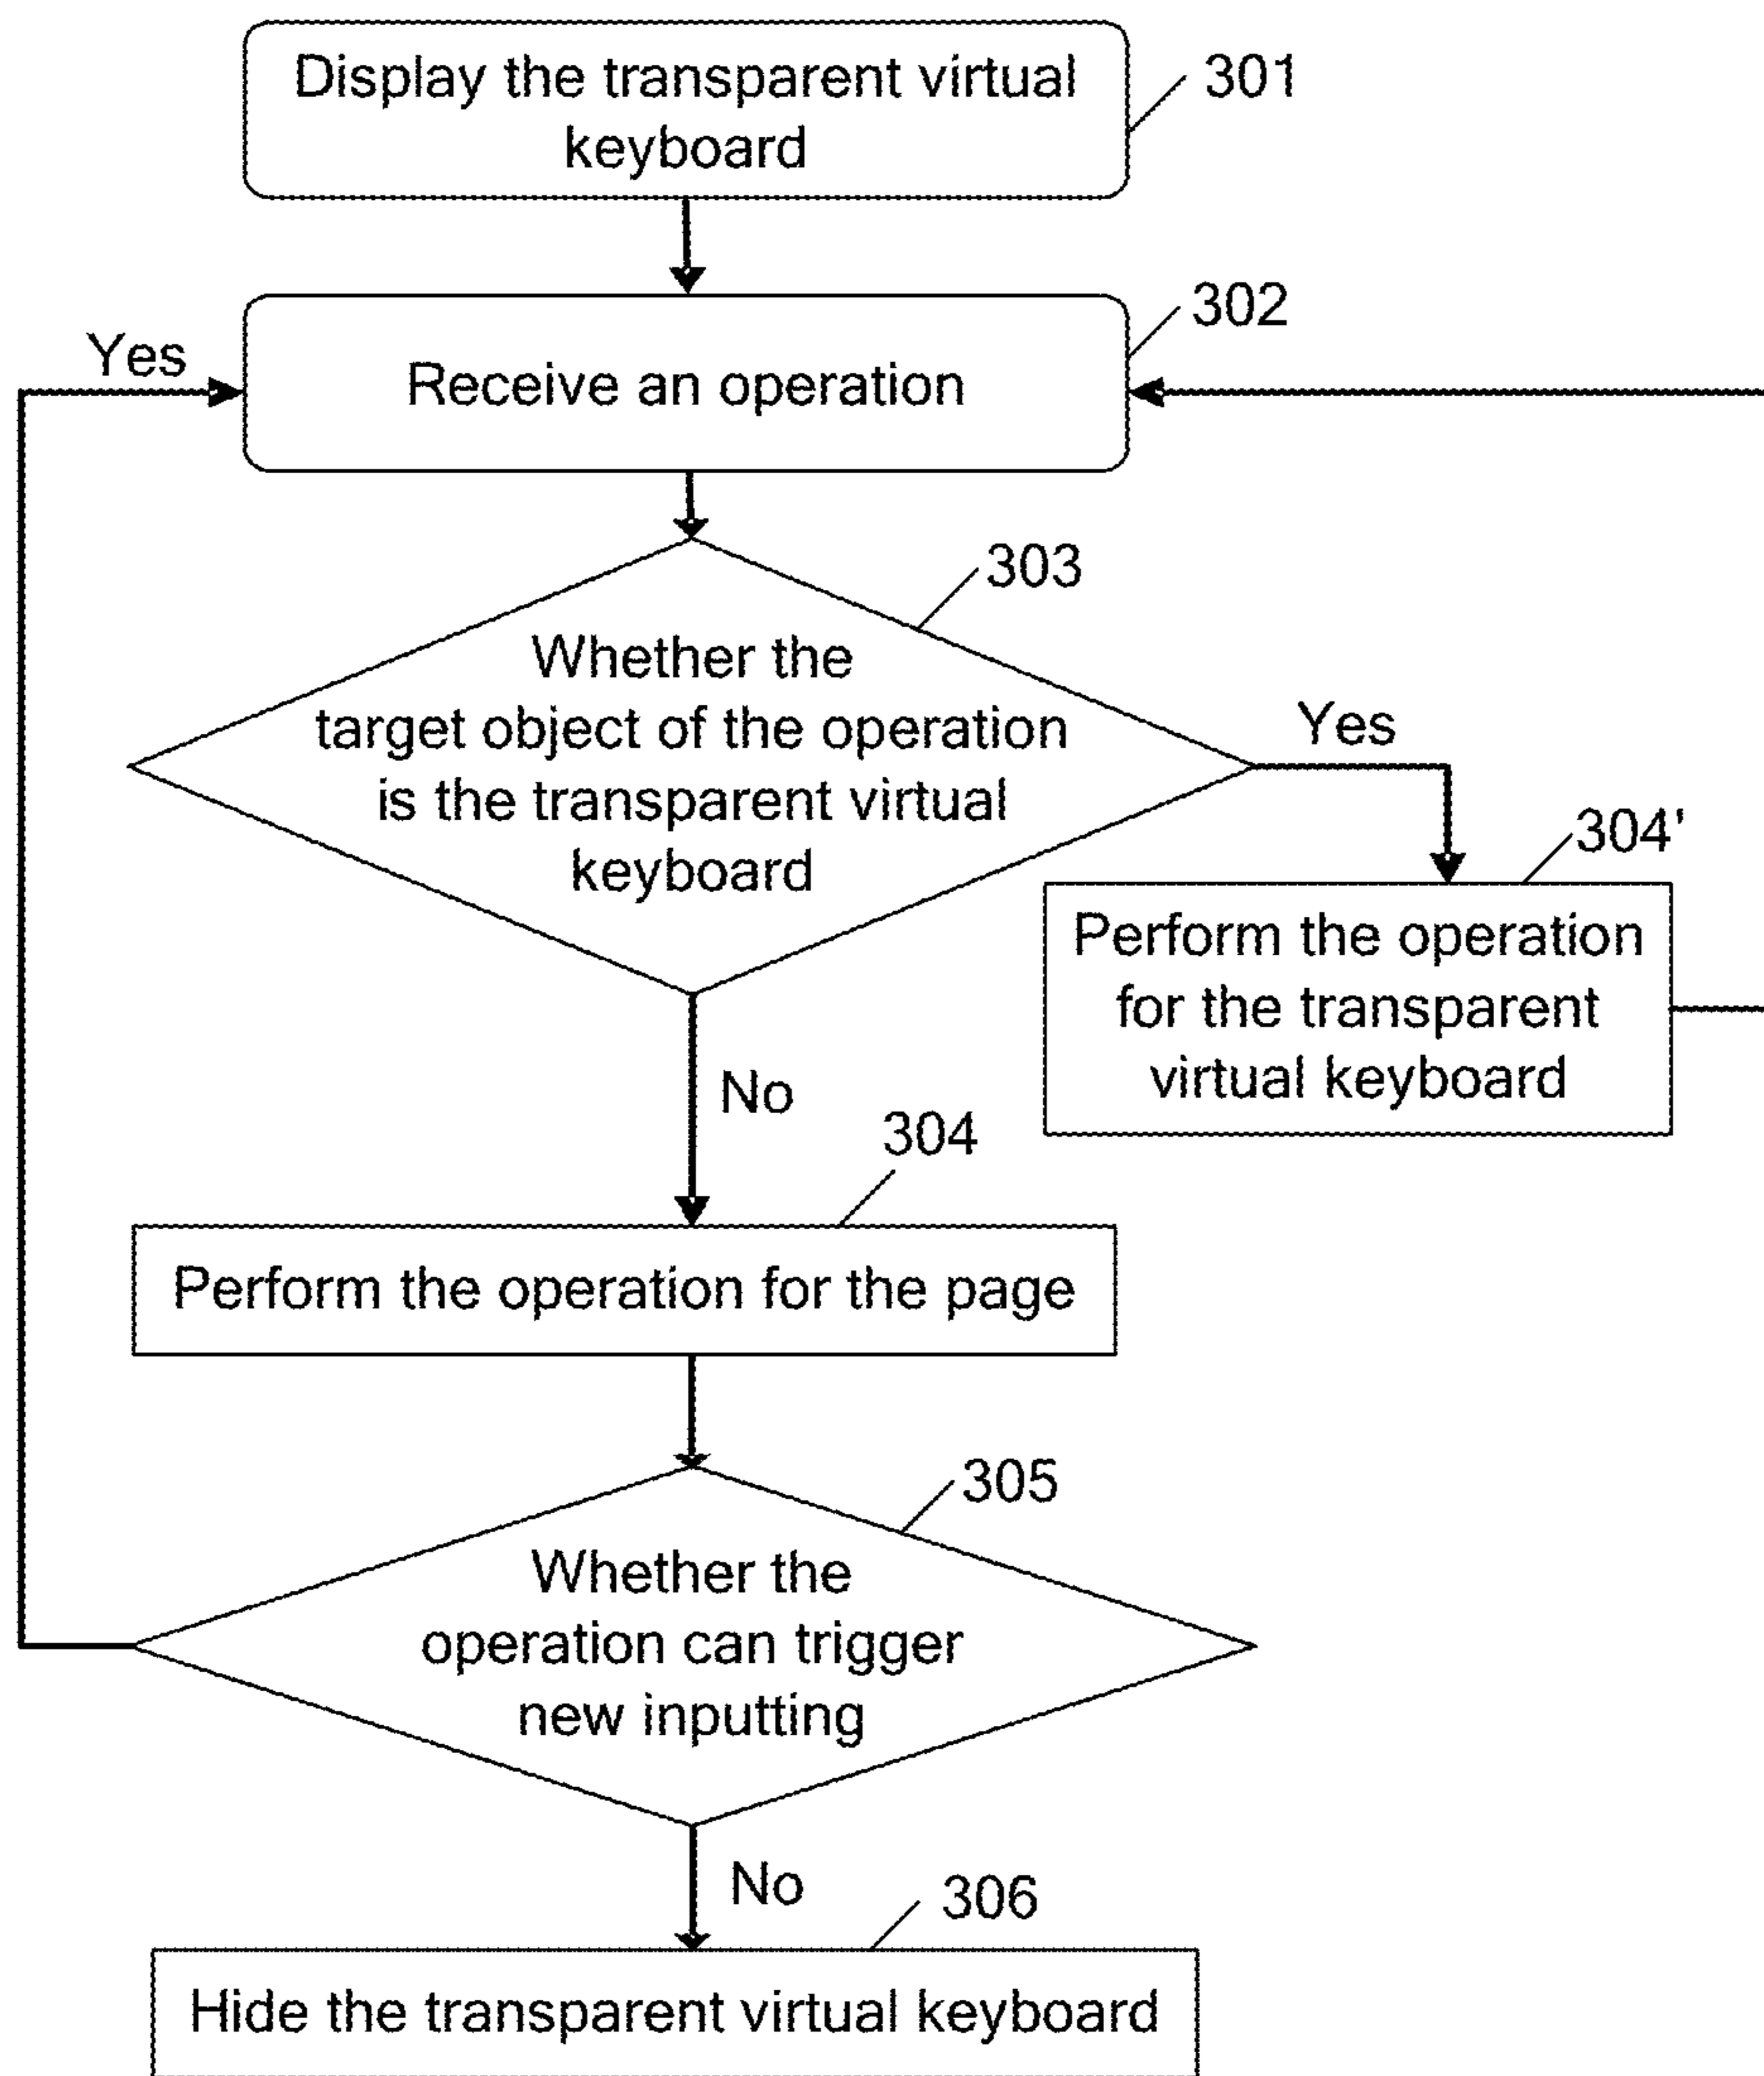 Display the transparent virtual
keyboard
301
302
Yes
Receive an operation
303
Whether the
target object of the operation
is the transparent virtual
keyboard
Yes
304'
Perform the operation
for the transparent
virtual keyboard
No
304
Perform the operation for the page
305
Whether the
operation can trigger
new inputting
No
306
Hide the transparent virtual keyboard